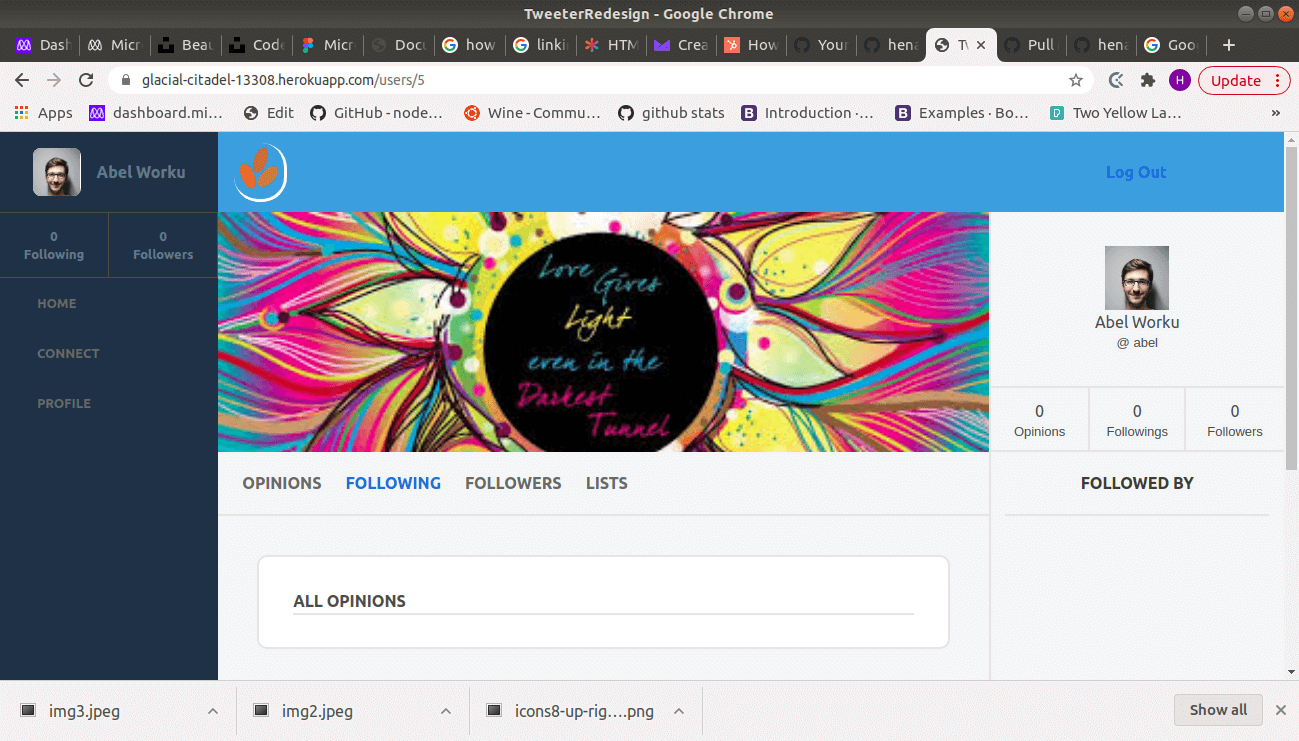 TweeterRedesign - Google Chrome
Dash Micr Beau Code Micr Docu how linki HTM Crea How Your hena Tw Pull hena Goo
glacial-citadel-13308.herokuapp.com/users/5
H
Update
Apps dashboard.mi... Edit GitHub - node... Wine - Commu... github stats Introduction ·... Examples · Bo... Two Yellow La... »
Abel Worku
Log Out
0 0
Following Followers
HOME
CONNECT
PROFILE
Love Gives
Light
even in the
Darkest
Tunnel
Abel Worku
@ abel
0 0 0
Opinions Followings Followers
OPINIONS FOLLOWING FOLLOWERS LISTS
FOLLOWED BY
ALL OPINIONS
img3.jpeg img2.jpeg icons8-up-rig....png Show all